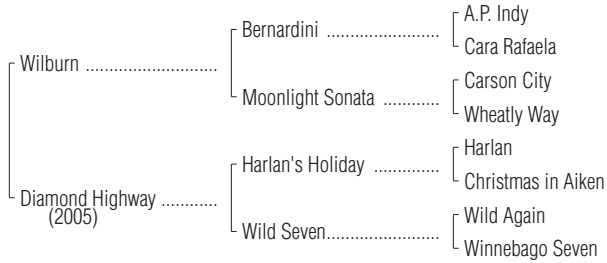 A.P. Indy
Bernardini ......................
Cara Rafaela
Wilburn .........................
Carson City
Moonlight Sonata ...........
Wheatly Way
Harlan
Harlan's Holiday .............
Christmas in Aiken
Diamond Highway ...........
(2005)
Wild Again
Wild Seven......................
Winnebago Seven